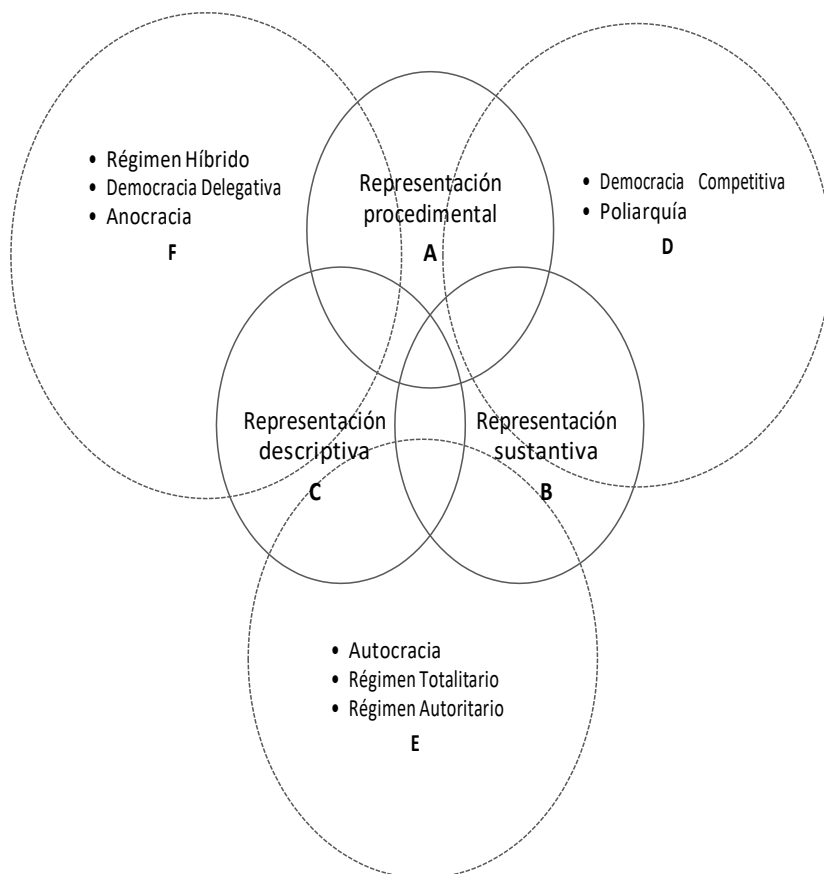 • Régimen Híbrido
• Democracia Delegativa
• Anocracia
F
Representación
procedimental
A
• Democracia Competitiva
• Poliarquía
D
Representación
descriptiva
C
Representación
sustantiva
B
• Autocracia
• Régimen Totalitario
• Régimen Autoritario
E